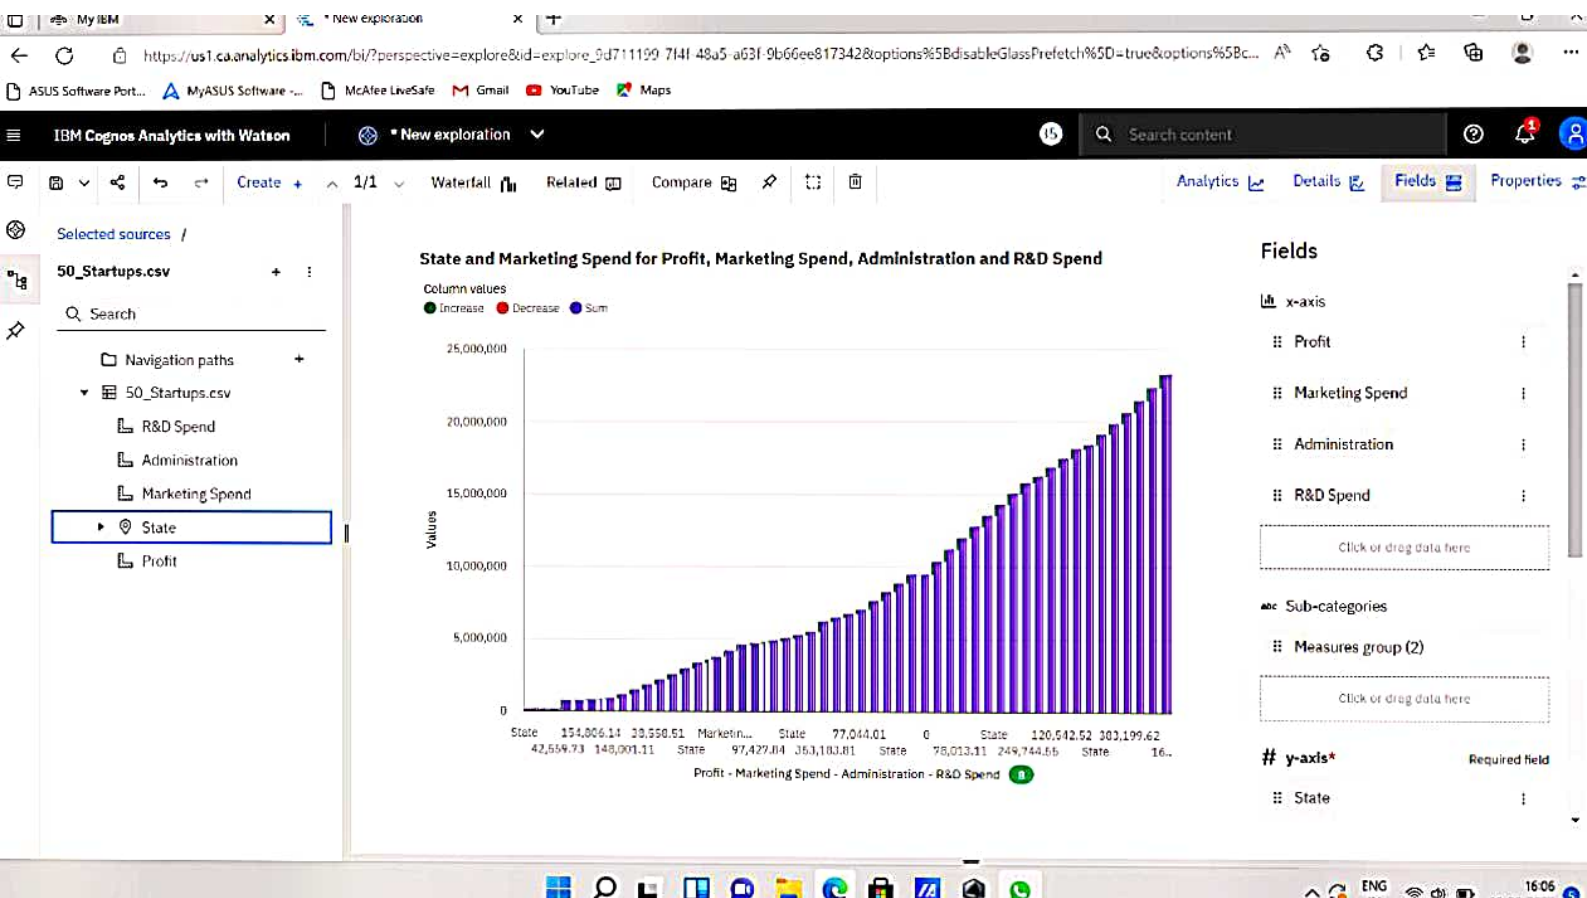 My IBM
* New exploration
https://us1.ca.analytics.ibm.com/bi/?perspective=explore&id=explore_9d711199-7f4f-48a5-a63f-9b66ee817342&options%5BdisableGlassPrefetch%5D=true&options%5Bc...
ASUS Software Port... MyASUS Software -... McAfee LiveSafe Gmail YouTube Maps
IBM Cognos Analytics with Watson
* New exploration
Search content
1
Create + 1/1 Waterfall Related Compare Analytics Details Fields Properties
Selected sources /
50_Startups.csv
Search
Navigation paths
50_Startups.csv
R&D Spend
Administration
Marketing Spend
State
Profit
State and Marketing Spend for Profit, Marketing Spend, Administration and R&D Spend
Column values
Increase Decrease Sum
25,000,000
20,000,000
15,000,000
10,000,000
5,000,000
0
Values
State 154,806.14 38,558.51 Marketin... State 77,044.01 0 State 120,542.52 383,199.62
42,559.73 148,001.11 State 97,427.84 353,183.81 State 78,013.11 249,744.55 State 16..
Profit - Marketing Spend - Administration - R&D Spend
Fields
x-axis
Profit
Marketing Spend
Administration
R&D Spend
Click or drag data here
abc Sub-categories
Measures group (2)
Click or drag data here
# y-axis* Required field
State
ENG
16:06